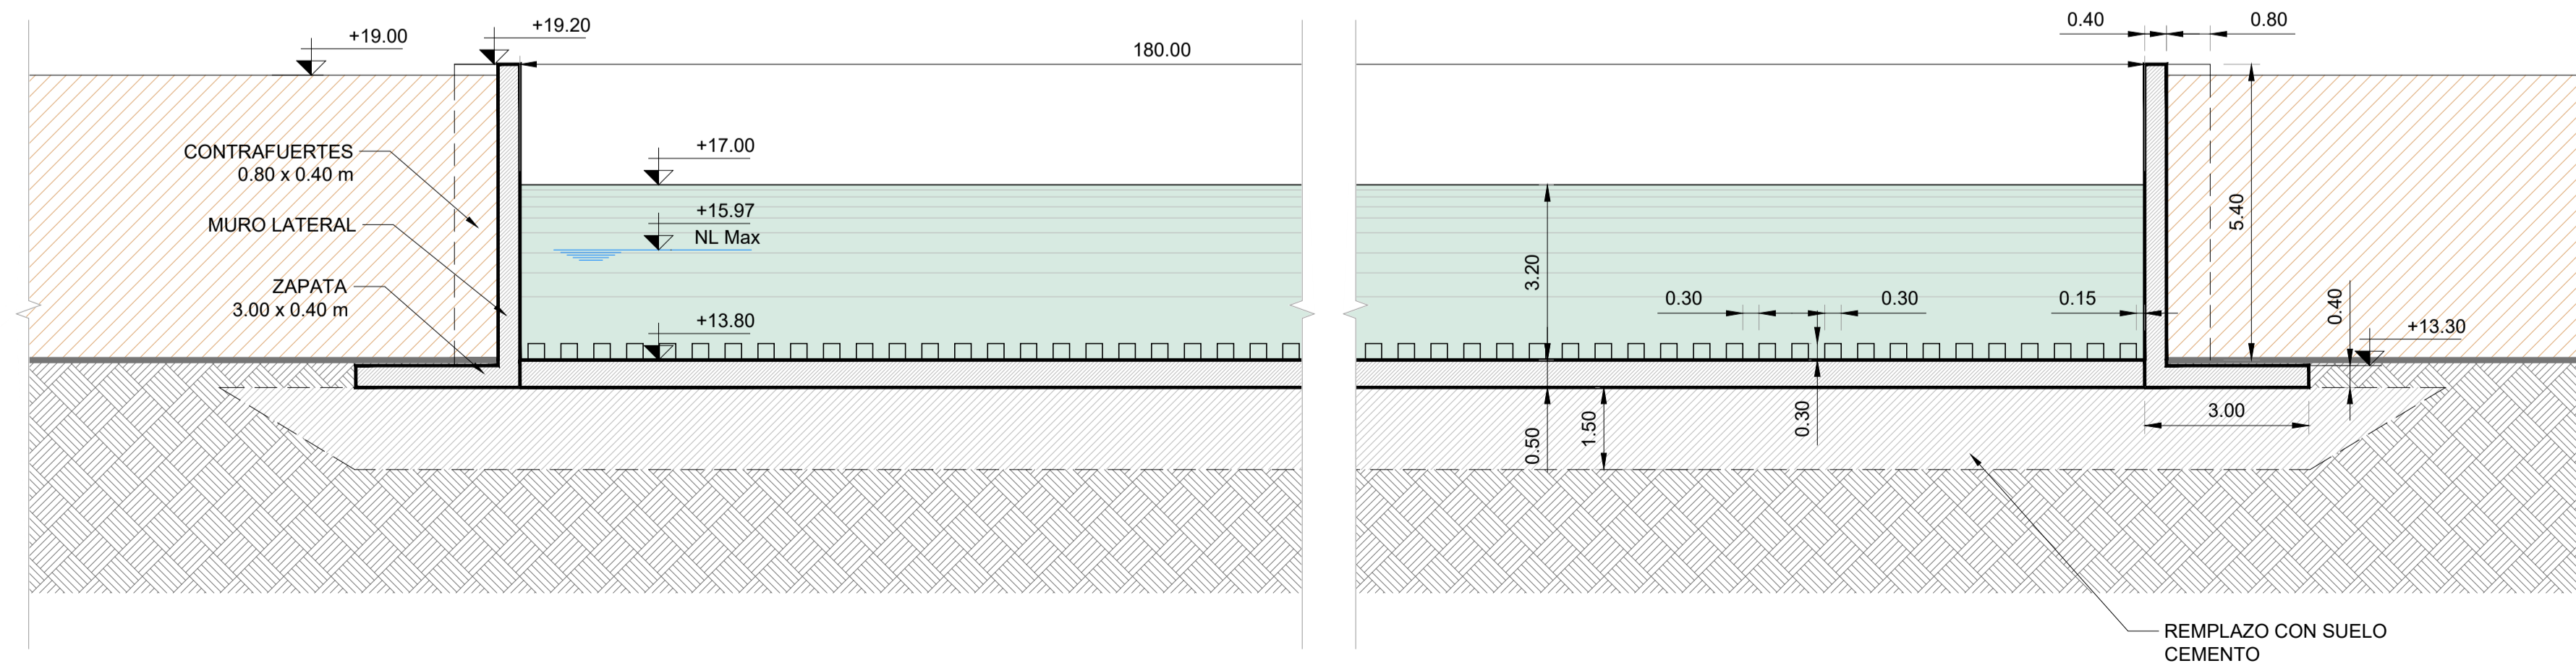 +19.00
+19.20
180.00
0.40
0.80
CONTRAFUERTES
0.80 x 0.40 m
MURO LATERAL
ZAPATA
3.00 x 0.40 m
+17.00
+15.97
NL Max
+13.80
3.20
0.30
0.30
0.15
5.40
0.40
+13.30
0.50
1.50
0.30
3.00
REMPLAZO CON SUELO
CEMENTO